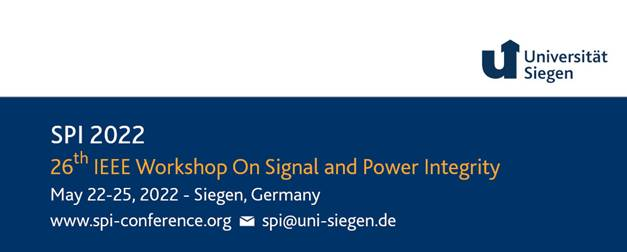 Universität
Siegen
SPI 2022
26th IEEE Workshop On Signal and Power Integrity
May 22-25, 2022 - Siegen, Germany
www.spi-conference.org spi@uni-siegen.de